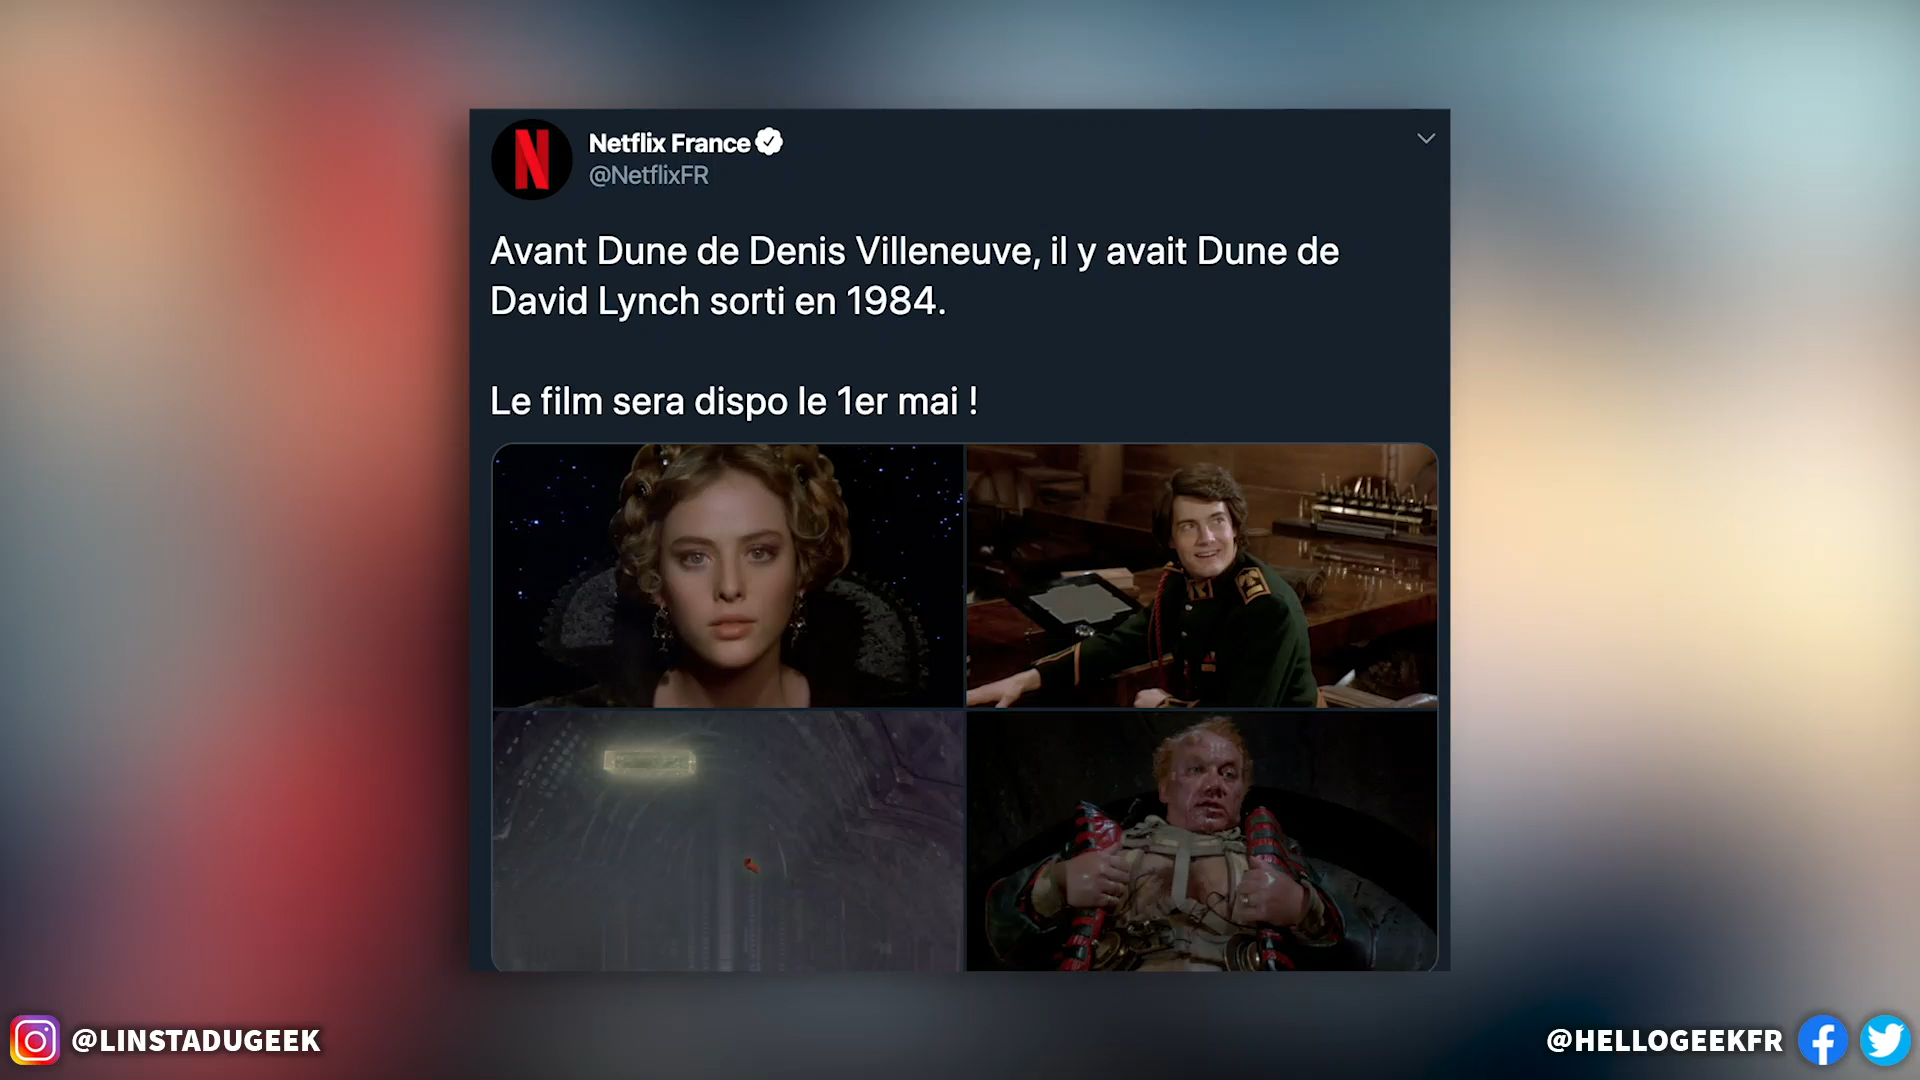 Netflix France
@NetflixFR
Avant Dune de Denis Villeneuve, il y avait Dune de
David Lynch sorti en 1984.
Le film sera dispo le 1er mai !
@LINSTADUGEEK
@HELLOGEEKFR